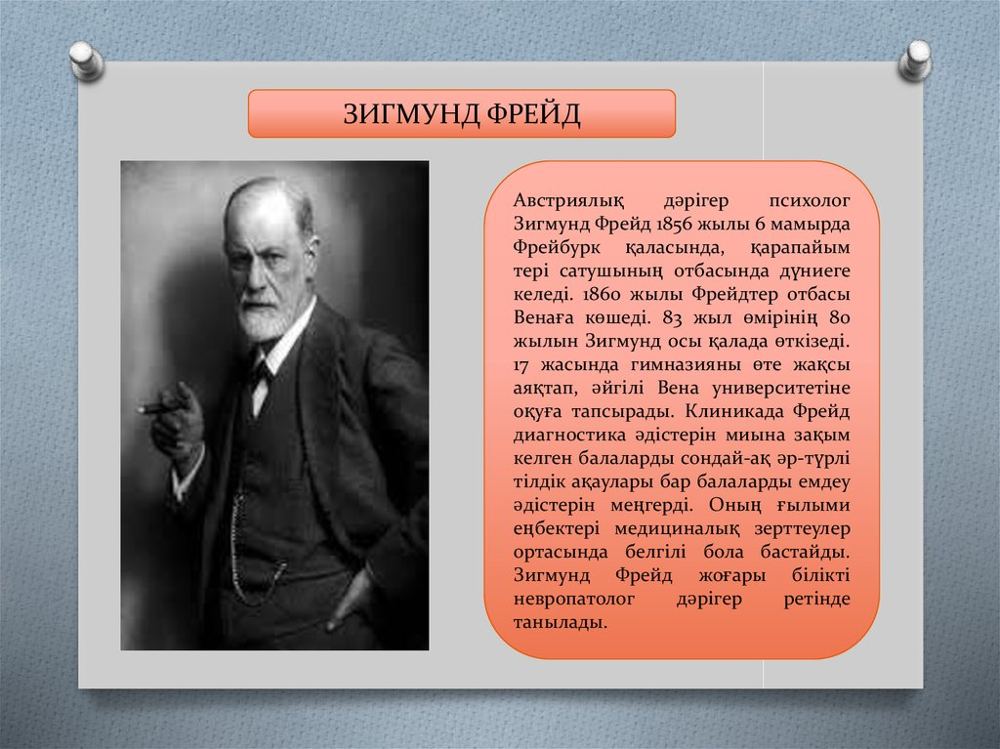 ЗИГМУНД ФРЕЙД
Австриялық дәрігер психолог
Зигмунд Фрейд 1856 жылы 6 мамырда
Фрейбурк қаласында, қарапайым
тері сатушының отбасында дүниеге
келеді. 1860 жылы Фрейдтер отбасы
Венаға көшеді. 83 жыл өмірінің 80
жылын Зигмунд осы қалада өткізеді.
17 жасында гимназияны өте жақсы
аяқтап, әйгілі Вена университетіне
оқуға тапсырады. Клиникада Фрейд
диагностика әдістерін миына зақым
келген балаларды сондай-ақ әр-түрлі
тілдік ақаулары бар балаларды емдеу
әдістерін меңгерді. Оның ғылыми
еңбектері медициналық зерттеулер
ортасында белгілі бола бастайды.
Зигмунд Фрейд жоғары білікті
невропатолог дәрігер ретінде
танылады.